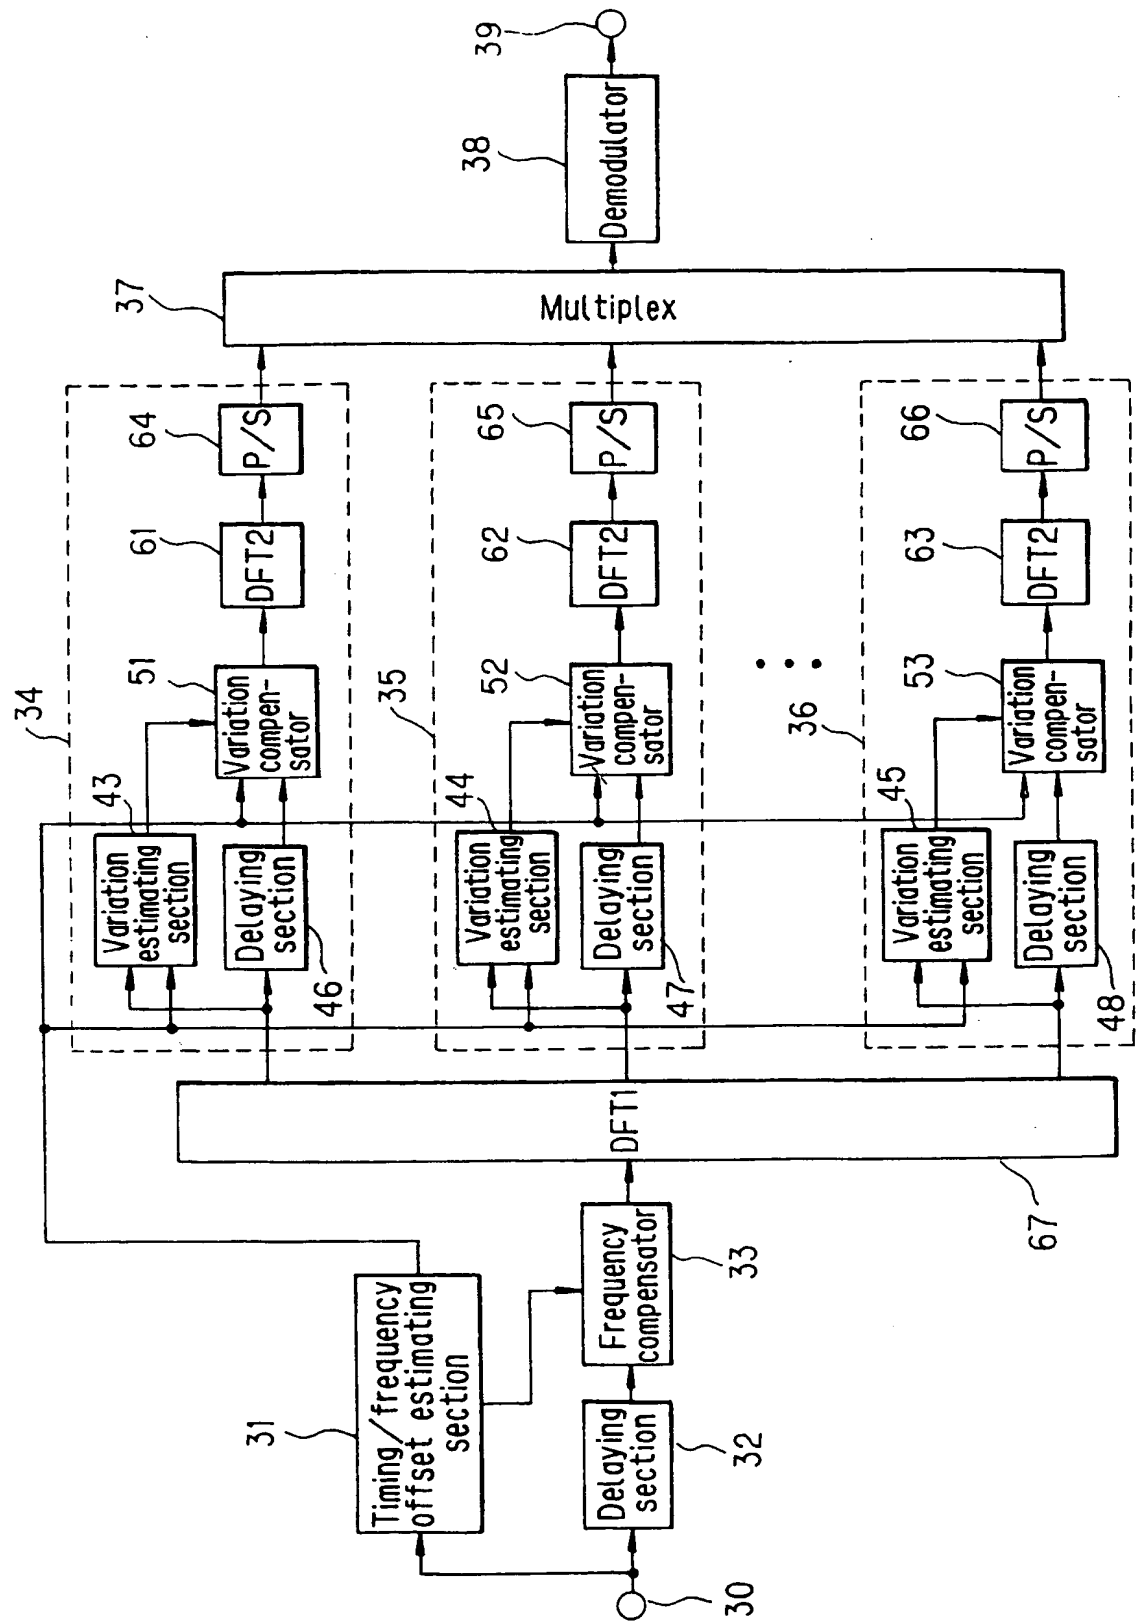 30
31
Timing/frequency
offset estimating
section
Delaying
section
32
Frequency
compensator
33
DFT1
67
34
43
Variation
estimating
section
Delaying
section
46
51
Variation
compen-
sator
61
DFT2
64
P/S
35
44
Variation
estimating
section
Delaying
section
47
52
Variation
compen-
sator
62
DFT2
65
P/S
36
45
Variation
estimating
section
Delaying
section
48
53
Variation
compen-
sator
63
DFT2
66
P/S
37
Multiplex
38
Demodulator
39